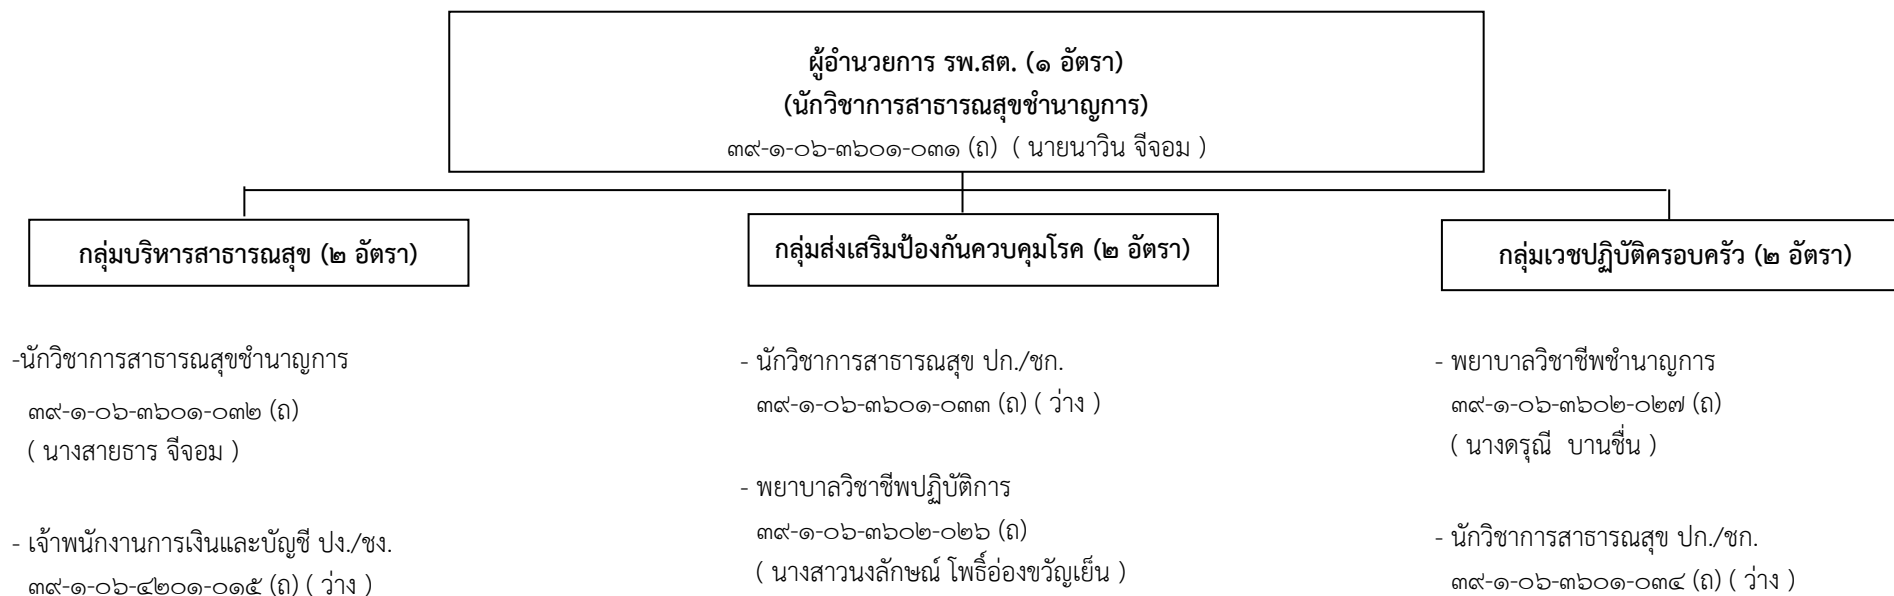 ผู้อำนวยการ รพ.สต. (๑ อัตรา)
(นักวิชาการสาธารณสุขชำนาญการ)
๓๙-๑-๐๖-๓๖๐๑-๐๓๑ (ถ) ( นายนาวิน จีจอม )
กลุ่มบริหารสาธารณสุข (๒ อัตรา)
-นักวิชาการสาธารณสุขชำนาญการ
๓๙-๑-๐๖-๓๖๐๑-๐๓๒ (ถ)
( นางสายธาร จีจอม )
- เจ้าพนักงานการเงินและบัญชี ปง./ชง.
๓๙-๑-๐๖-๔๒๐๑-๐๑๕ (ถ) ( ว่าง )
กลุ่มส่งเสริมป้องกันควบคุมโรค (๒ อัตรา)
- นักวิชาการสาธารณสุข ปก./ชก.
๓๙-๑-๐๖-๓๖๐๑-๐๓๓ (ถ) ( ว่าง )
- พยาบาลวิชาชีพปฏิบัติการ
๓๙-๑-๐๖-๓๖๐๒-๐๒๖ (ถ)
( นางสาวนงลักษณ์ โพธิ์อ่องขวัญเย็น )
กลุ่มเวชปฏิบัติครอบครัว (๒ อัตรา)
- พยาบาลวิชาชีพชำนาญการ
๓๙-๑-๐๖-๓๖๐๒-๐๒๗ (ถ)
( นางดรุณี บานชื่น )
- นักวิชาการสาธารณสุข ปก./ชก.
๓๙-๑-๐๖-๓๖๐๑-๐๓๔ (ถ) ( ว่าง )